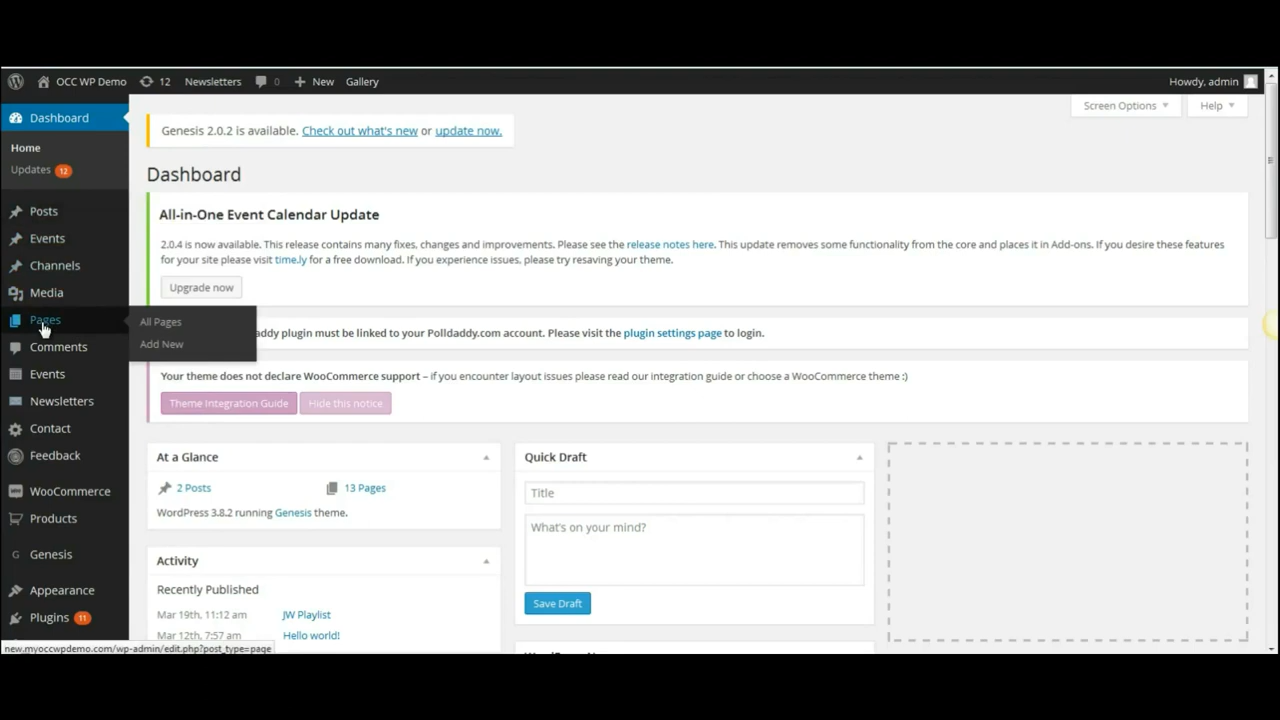 OCC WP Demo 12 Newsletters 0 New Gallery Howdy, admin
Screen Options Help
Dashboard
Home
Updates 12
Posts
Events
Channels
Media
Pages
Comments
Events
Newsletters
Contact
Feedback
WooCommerce
Products
Genesis
Appearance
Plugins 11
All Pages
Add New
Genesis 2.0.2 is available. Check out what's new or update now.
Dashboard
All-in-One Event Calendar Update
2.0.4 is now available. This release contains many fixes, changes and improvements. Please see the release notes here. This update removes some functionality from the core and places it in Add-ons. If you desire these features
for your site please visit time.ly for a free download. If you experience issues, please try resaving your theme.
Upgrade now
addy plugin must be linked to your Polldaddy.com account. Please visit the plugin settings page to login.
Your theme does not declare WooCommerce support – if you encounter layout issues please read our integration guide or choose a WooCommerce theme :)
Theme Integration Guide Hide this notice
At a Glance
2 Posts 13 Pages
WordPress 3.8.2 running Genesis theme.
Activity
Recently Published
Mar 19th, 11:12 am JW Playlist
Mar 12th, 7:57 am Hello world!
Quick Draft
Title
What's on your mind?
Save Draft
new.myoccwpdemo.com/wp-admin/edit.php?post_type=page